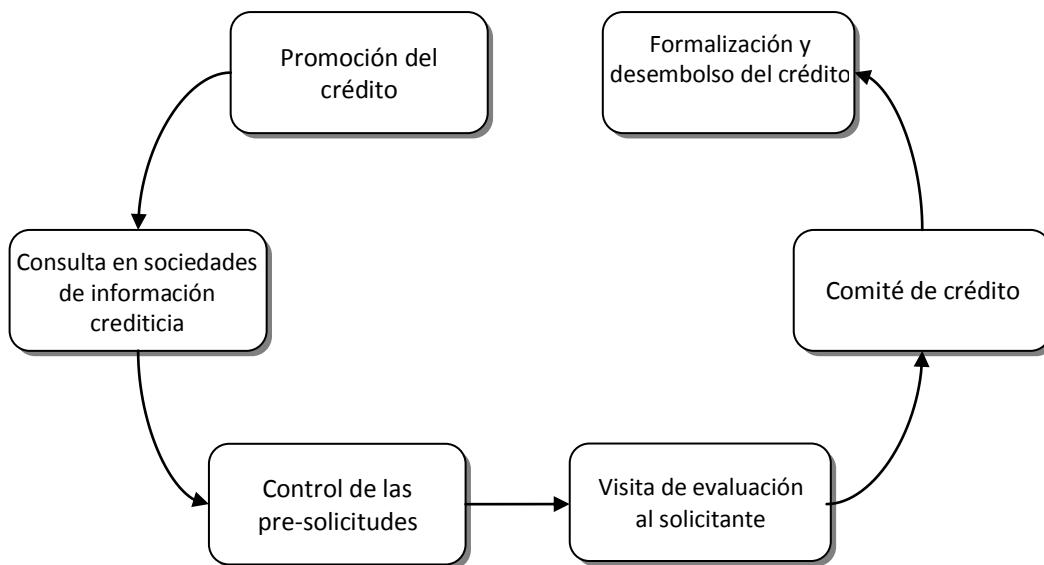 Promoción del
crédito
Consulta en sociedades
de información
crediticia
Control de las
pre-solicitudes
Visita de evaluación
al solicitante
Comité de crédito
Formalización y
desembolso del crédito